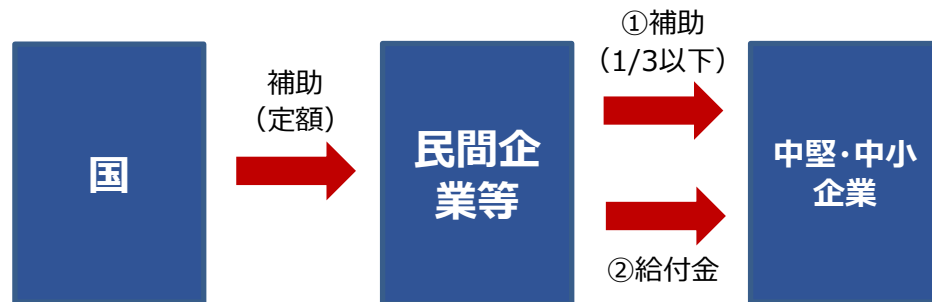 国
補助
（定額）
民間企
業等
①補助
（1/3以下）
②給付金
中堅・中小
企業